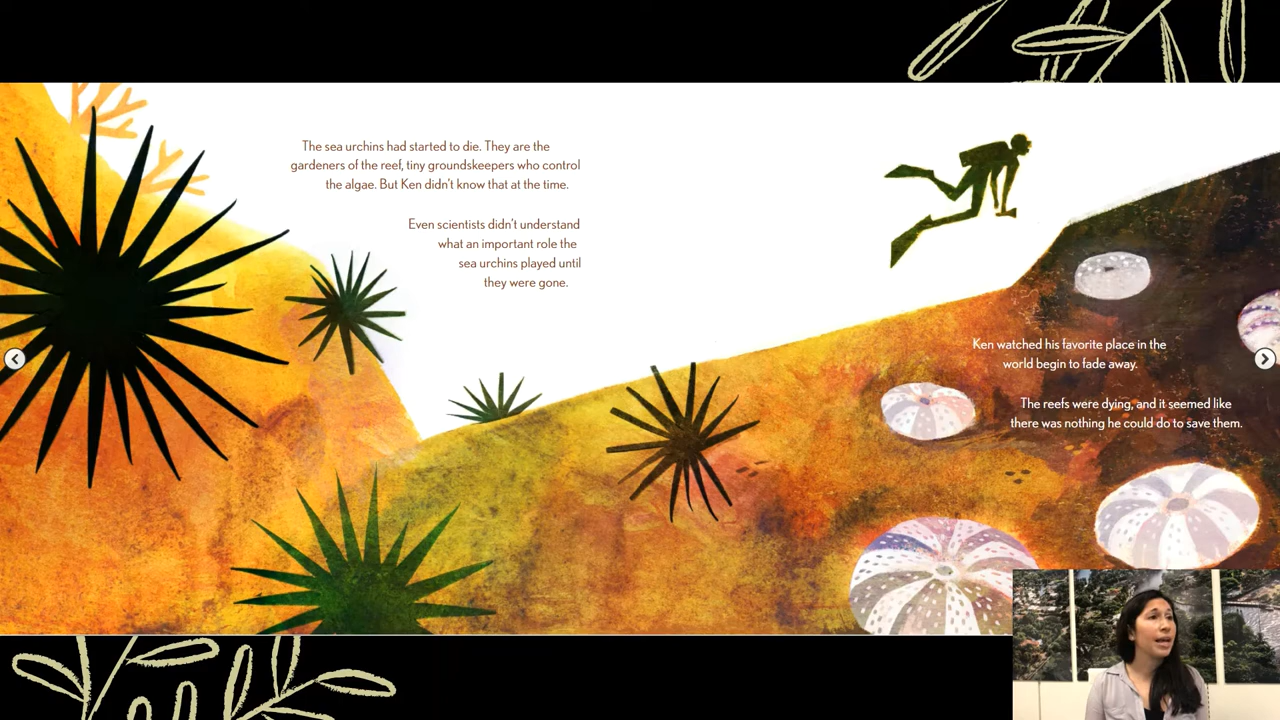 The sea urchins had started to die. They are the
gardeners of the reef, tiny groundskeepers who control
the algae. But Ken didn't know that at the time.
Even scientists didn't understand
what an important role the
sea urchins played until
they were gone.
Ken watched his favorite place in the
world begin to fade away.
The reefs were dying, and it seemed like
there was nothing he could do to save them.